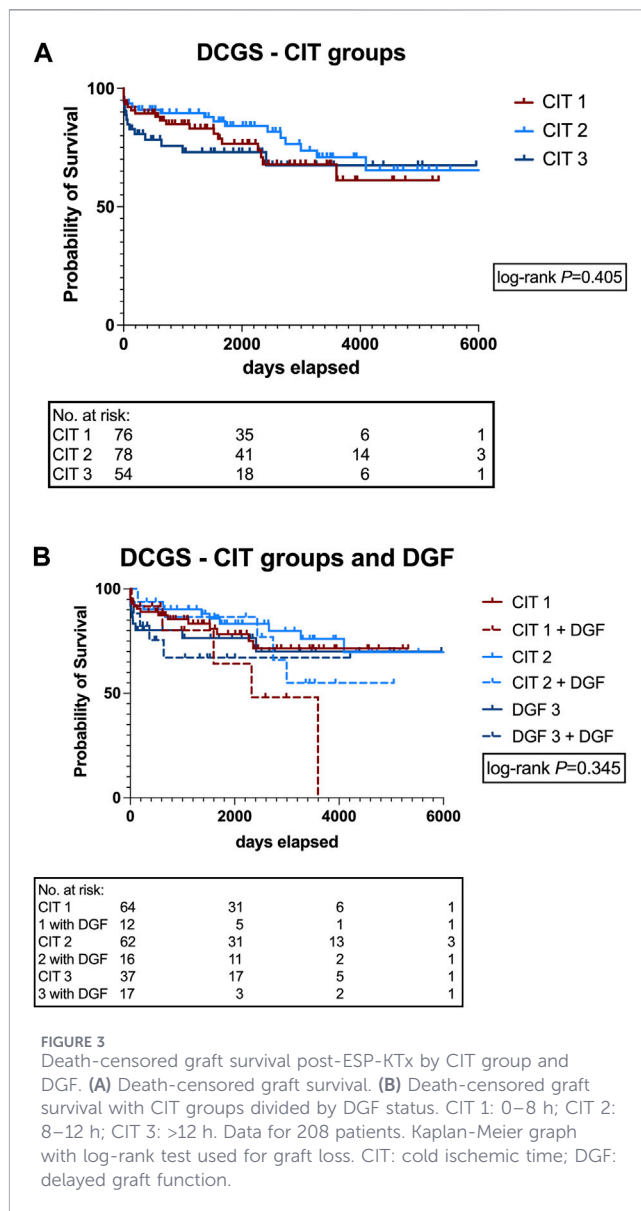 A
DCGS - CIT groups
Probability of Survival
100
50
0
0 2000 4000 6000
days elapsed
CIT 1
CIT 2
CIT 3
log-rank P=0.405
No. at risk:
CIT 1 76 35 6 1
CIT 2 78 41 14 3
CIT 3 54 18 6 1
B
DCGS - CIT groups and DGF
Probability of Survival
100
50
0
0 2000 4000 6000
days elapsed
CIT 1
CIT 1 + DGF
CIT 2
CIT 2 + DGF
DGF 3
DGF 3 + DGF
log-rank P=0.345
No. at risk:
CIT 1 64 31 6 1
1 with DGF 12 5 1 1
CIT 2 62 31 13 3
2 with DGF 16 11 2 1
CIT 3 37 17 5 1
3 with DGF 17 3 2 1
FIGURE 3
Death-censored graft survival post-ESP-KTx by CIT group and
DGF. (A) Death-censored graft survival. (B) Death-censored graft
survival with CIT groups divided by DGF status. CIT 1: 0–8 h; CIT 2:
8–12 h; CIT 3: >12 h. Data for 208 patients. Kaplan-Meier graph
with log-rank test used for graft loss. CIT: cold ischemic time; DGF:
delayed graft function.